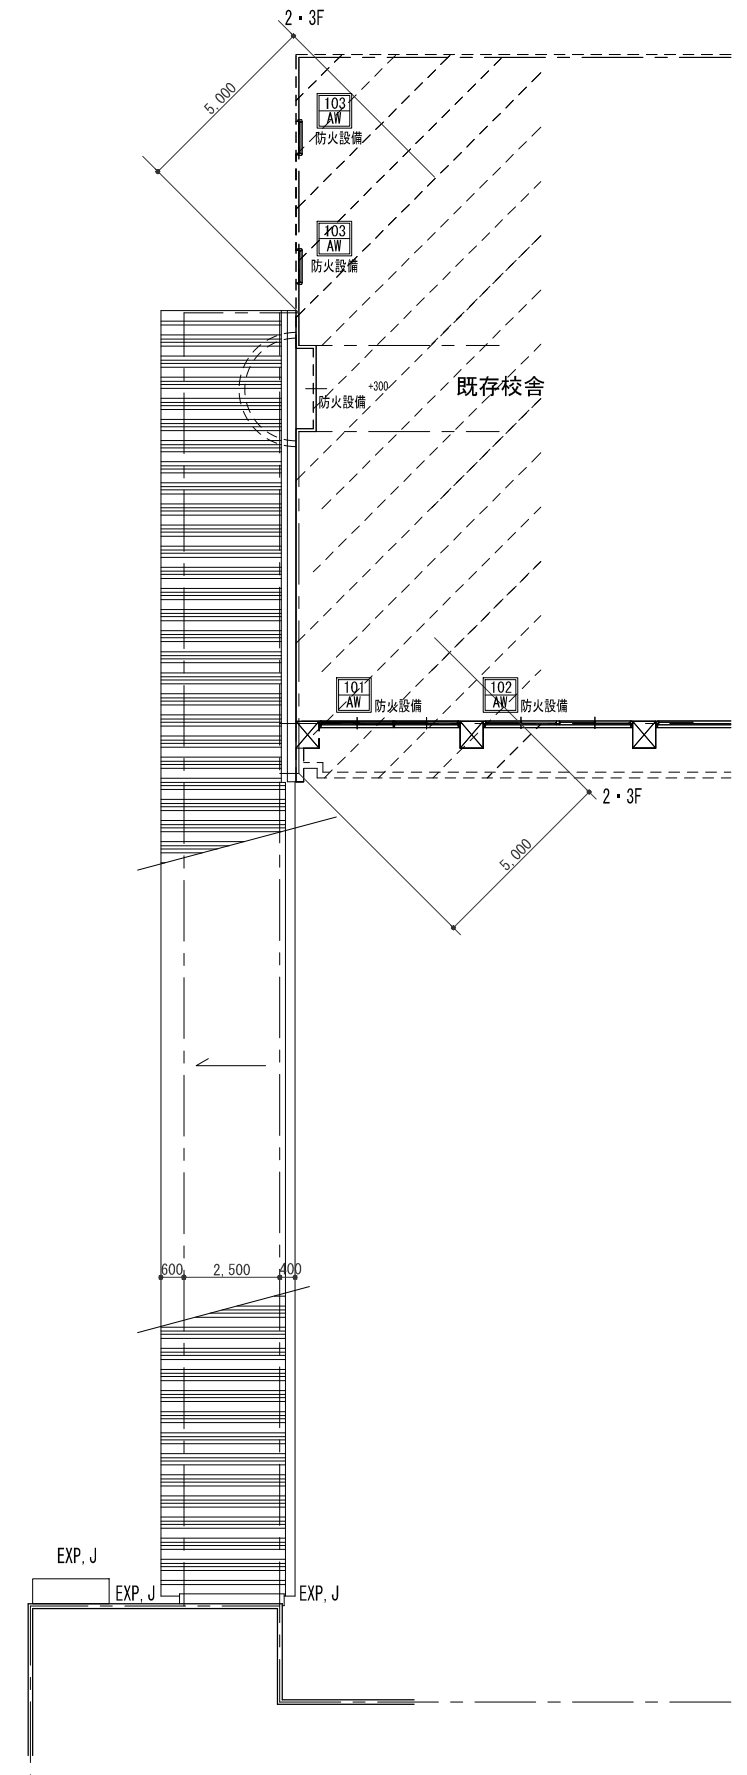 2・3F
5,000
103
AW
防火設備
103
AW
防火設備
+300
既存校舎
防火設備
101
AW
防火設備
102
AW
防火設備
2・3F
5,000
600
2,500
400
EXP,J
EXP,J
EXP,J